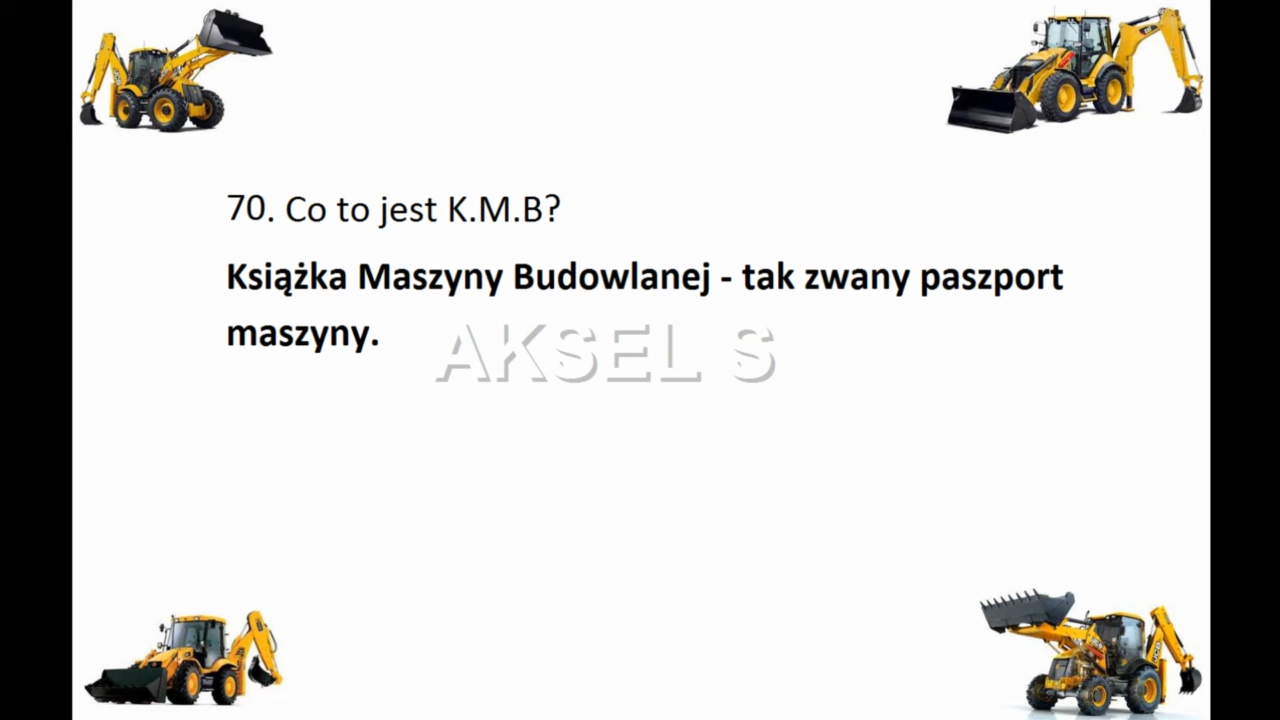 70. Co to jest K.M.B?
Książka Maszyny Budowlanej - tak zwany paszport
maszyny.
AKSEL S